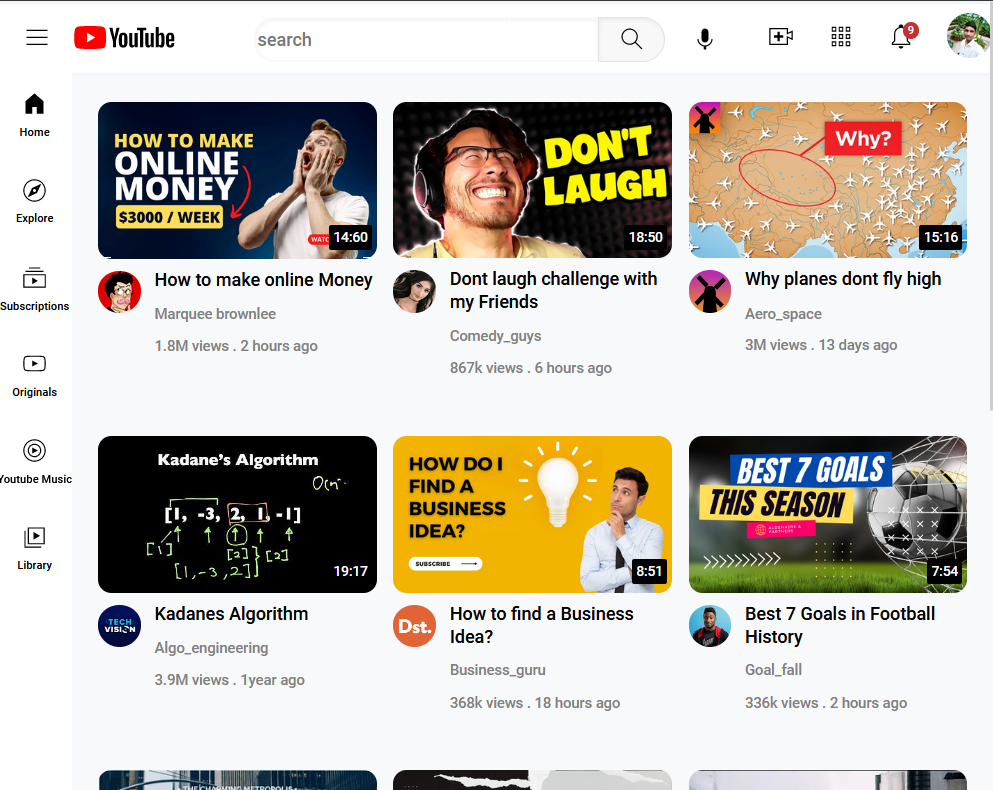 YouTube
search
9
Home
Explore
Subscriptions
Originals
Youtube Music
Library
HOW TO MAKE
ONLINE
MONEY
$3000 / WEEK
14:60
How to make online Money
Marquee brownlee
1.8M views . 2 hours ago
DON'T
LAUGH
18:50
Dont laugh challenge with
my Friends
Comedy_guys
867k views . 6 hours ago
Why?
15:16
Why planes dont fly high
Aero_space
3M views . 13 days ago
Kadane's Algorithm
[1, -3, 2, 1, -1]
[1]
[2]
[2]
[1, -3, 2]
19:17
TECH
VISION
Kadanes Algorithm
Algo_engineering
3.9M views . 1year ago
HOW DO I
FIND A
BUSINESS
IDEA?
SUBSCRIBE
8:51
Dst.
How to find a Business
Idea?
Business_guru
368k views . 18 hours ago
BEST 7 GOALS
THIS SEASON
7:54
Best 7 Goals in Football
History
Goal_fall
336k views . 2 hours ago
THE CHARMING METROPOLIS